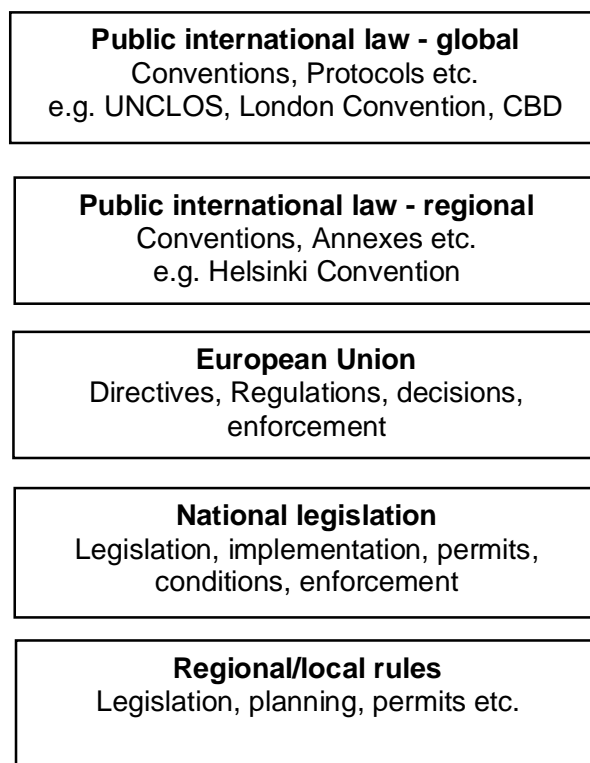 Public international law - global
Conventions, Protocols etc.
e.g. UNCLOS, London Convention, CBD
Public international law - regional
Conventions, Annexes etc.
e.g. Helsinki Convention
European Union
Directives, Regulations, decisions,
enforcement
National legislation
Legislation, implementation, permits,
conditions, enforcement
Regional/local rules
Legislation, planning, permits etc.